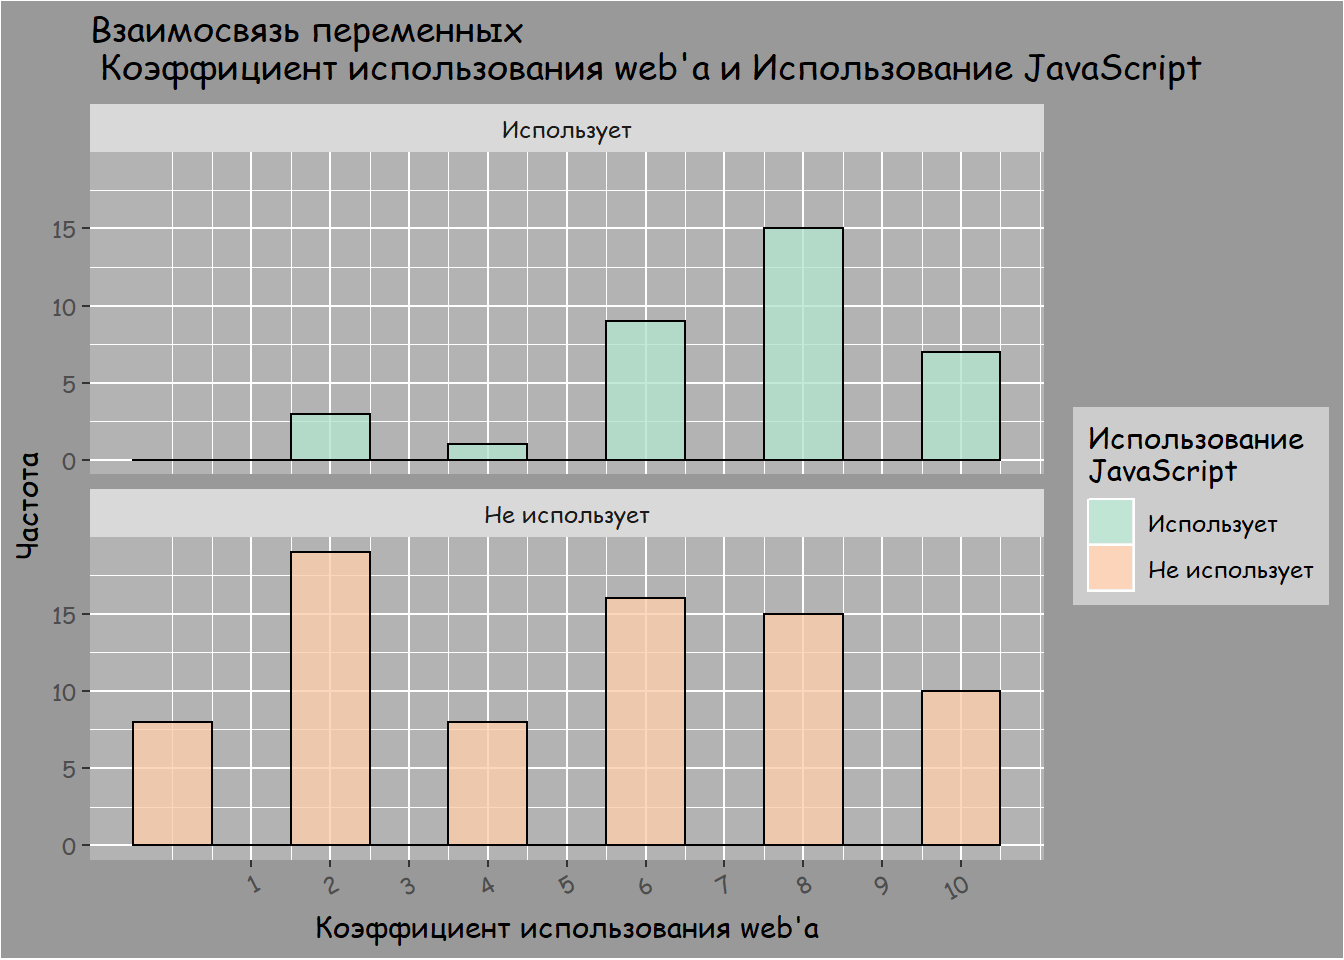 Взаимосвязь переменных
Коэффициент использования web'а и Использование JavaScript
Использует
15
10
5
0
Частота
Не использует
15
10
5
0
1 2 3 4 5 6 7 8 9 10
Коэффициент использования web'а
Использование
JavaScript
Использует
Не использует